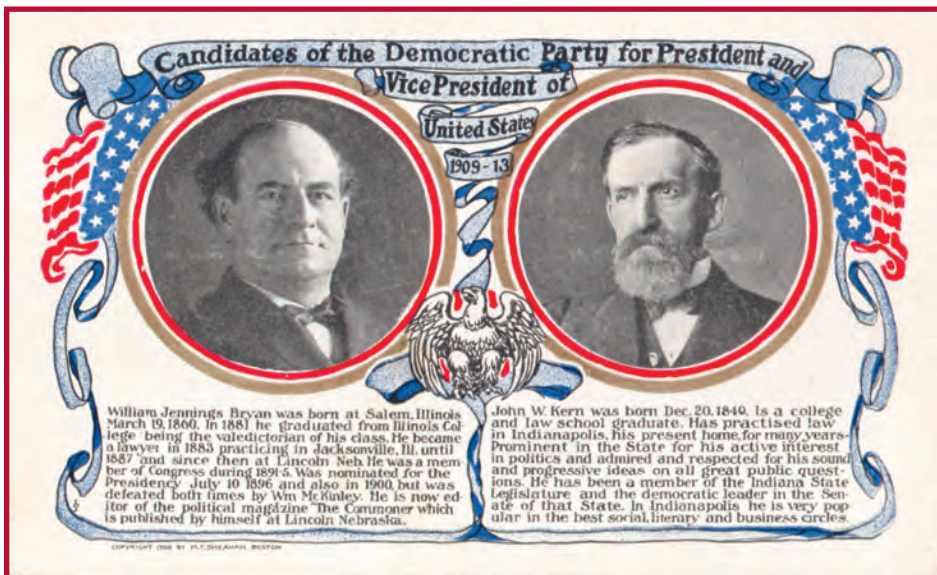 Candidates of the Democratic Party for President and
Vice President of
United States
1909-13
William Jennings Bryan was born at Salem, Illinois
March 19, 1860. In 1881 he graduated from Illinois Col-
lege being the valedictorian of his class. He became
a lawyer in 1883 practicing in Jacksonville, Ill. until
1887 and since then at Lincoln Neb. He was a mem
ber of Congress during 1891-5. Was nominated for the
Presidency July 10 1896 and also in 1900, but was
defeated both times by Wm McKinley. He is now ed-
itor of the political magazine "The Commoner which
is published by himself at Lincoln Nebraska.
John W. Kern was born Dec. 20, 1849. Is a college
and law school graduate. Has practised law
in Indianapolis, his present home, for many years-
Prominent in the State for his active interest
in politics and admired and respected for his sound
and progressive ideas on all great public quest-
ions. He has been a member of the Indiana State
Legislature and the democratic leader in the Sen-
ate of that State. In Indianapolis he is very pop
ular in the best social, literary and business circles.
COPYRIGHT 1908 BY M.T. SHEAHAN, BOSTON